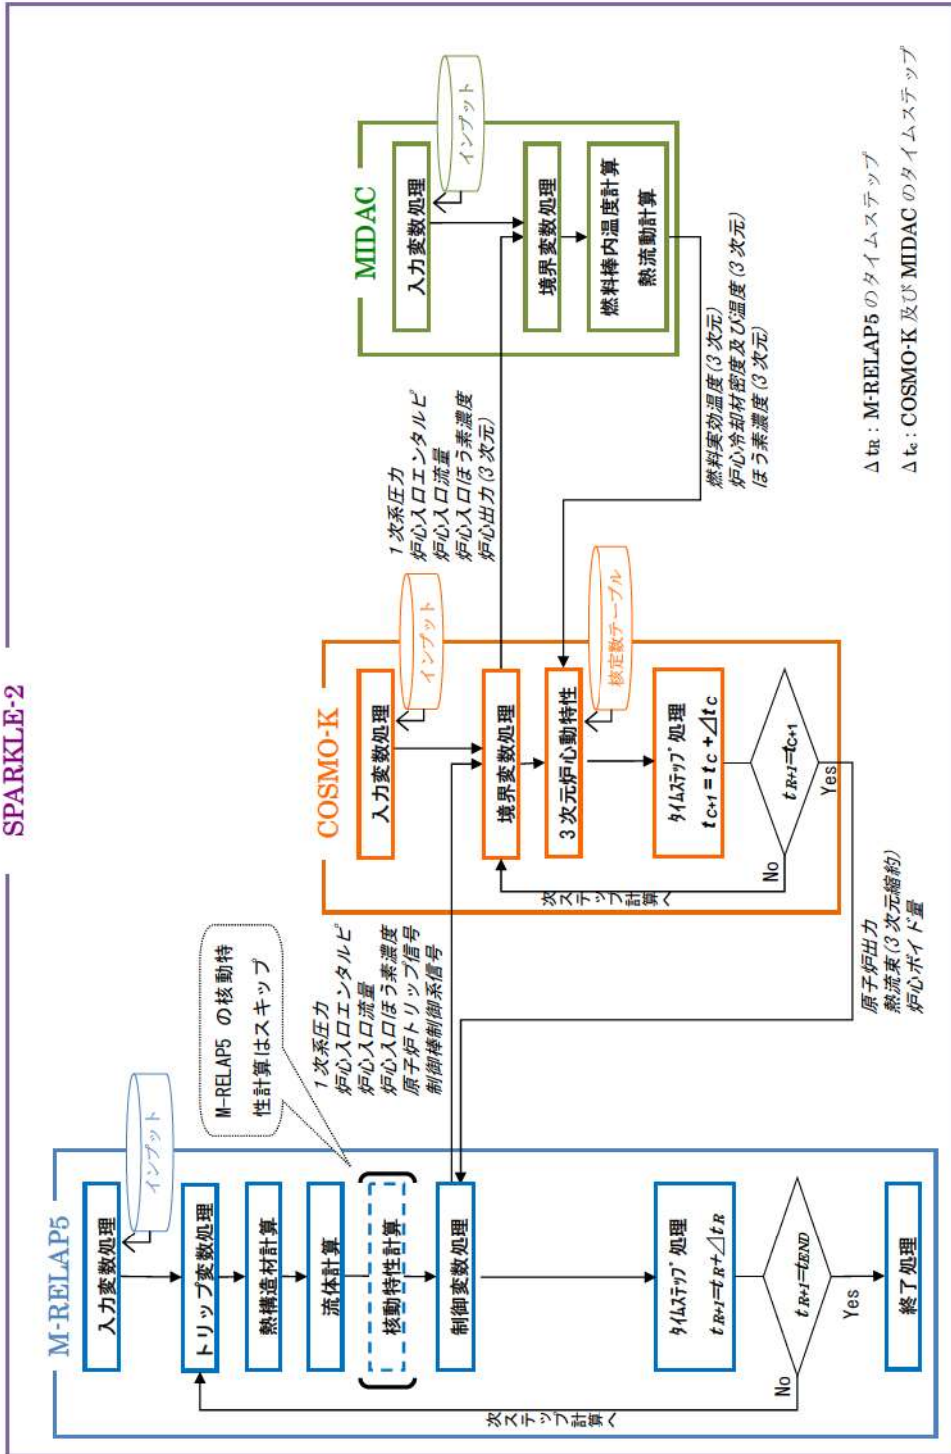 SPARKLE-2
M-RELAP5
入力変数処理
インプット
トリップ変数処理
熱構造材計算
流体計算
核動特性計算
制御変数処理
タイムステップ処理
tR+1=tR+ΔtR
tR+1=tEND
No
Yes
次ステップ計算へ
終了処理
M-RELAP5 の核動特
性計算はスキップ
1次系圧力
炉心入口エンタルピ
炉心入口流量
炉心入口ほう素濃度
原子炉トリップ信号
制御棒制御系信号
原子炉出力
熱流束(3次元縮約)
炉心ボイド量
COSMO-K
入力変数処理
インプット
境界変数処理
3次元炉心動特性
核定数テーブル
タイムステップ処理
tC+1=tC+ΔtC
tR+1=tC+1
No
Yes
次ステップ計算へ
1次系圧力
炉心入口エンタルピ
炉心入口流量
炉心入口ほう素濃度
炉心出力(3次元)
燃料実効温度(3次元)
炉心冷却材密度及び温度(3次元)
ほう素濃度(3次元)
MIDAC
入力変数処理
インプット
境界変数処理
燃料棒内温度計算
熱流動計算
ΔtR：M-RELAP5のタイムステップ
Δtc：COSMO-K 及び MIDAC のタイムステップ